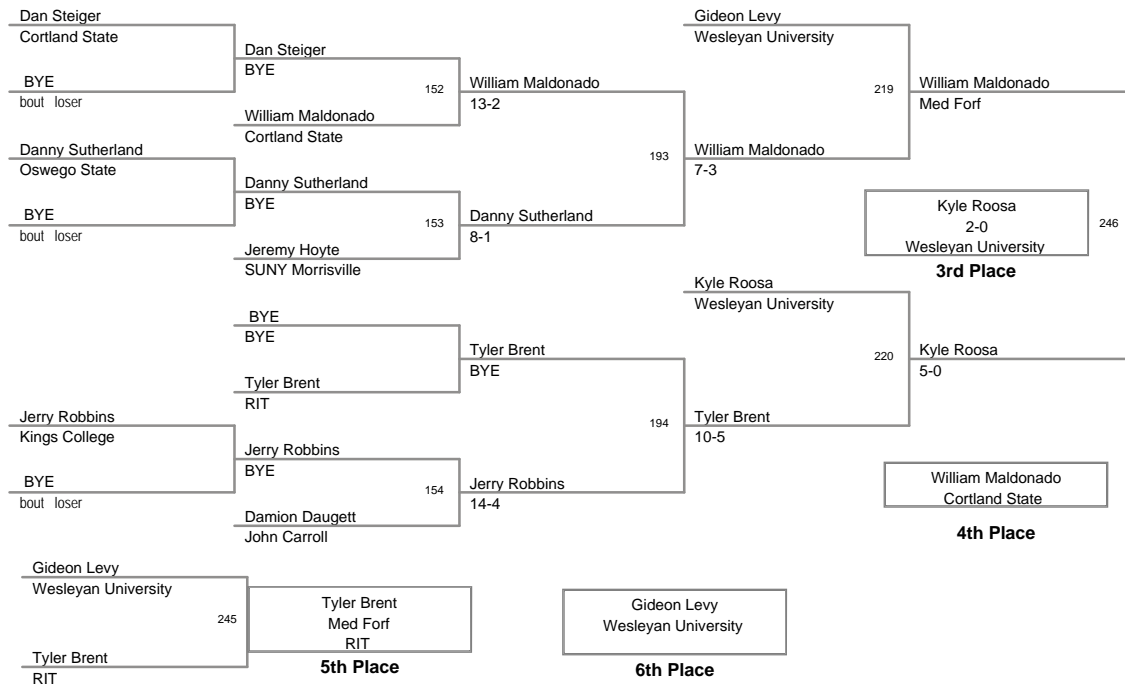 Dan Steiger
Cortland State
BYE
bout loser
Danny Sutherland
Oswego State
BYE
bout loser
Jerry Robbins
Kings College
BYE
bout loser
Dan Steiger
BYE
152
William Maldonado
Cortland State
Danny Sutherland
BYE
153
Jeremy Hoyte
SUNY Morrisville
BYE
BYE
Tyler Brent
RIT
Jerry Robbins
BYE
154
Damion Daugett
John Carroll
William Maldonado
13-2
193
Danny Sutherland
8-1
Tyler Brent
BYE
194
Jerry Robbins
14-4
Gideon Levy
Wesleyan University
219
William Maldonado
7-3
Kyle Roosa
Wesleyan University
220
Tyler Brent
10-5
William Maldonado
Med Forf
Kyle Roosa
2-0
Wesleyan University
246
3rd Place
Kyle Roosa
5-0
William Maldonado
Cortland State
4th Place
Gideon Levy
Wesleyan University
245
Tyler Brent
RIT
Tyler Brent
Med Forf
RIT
5th Place
Gideon Levy
Wesleyan University
6th Place